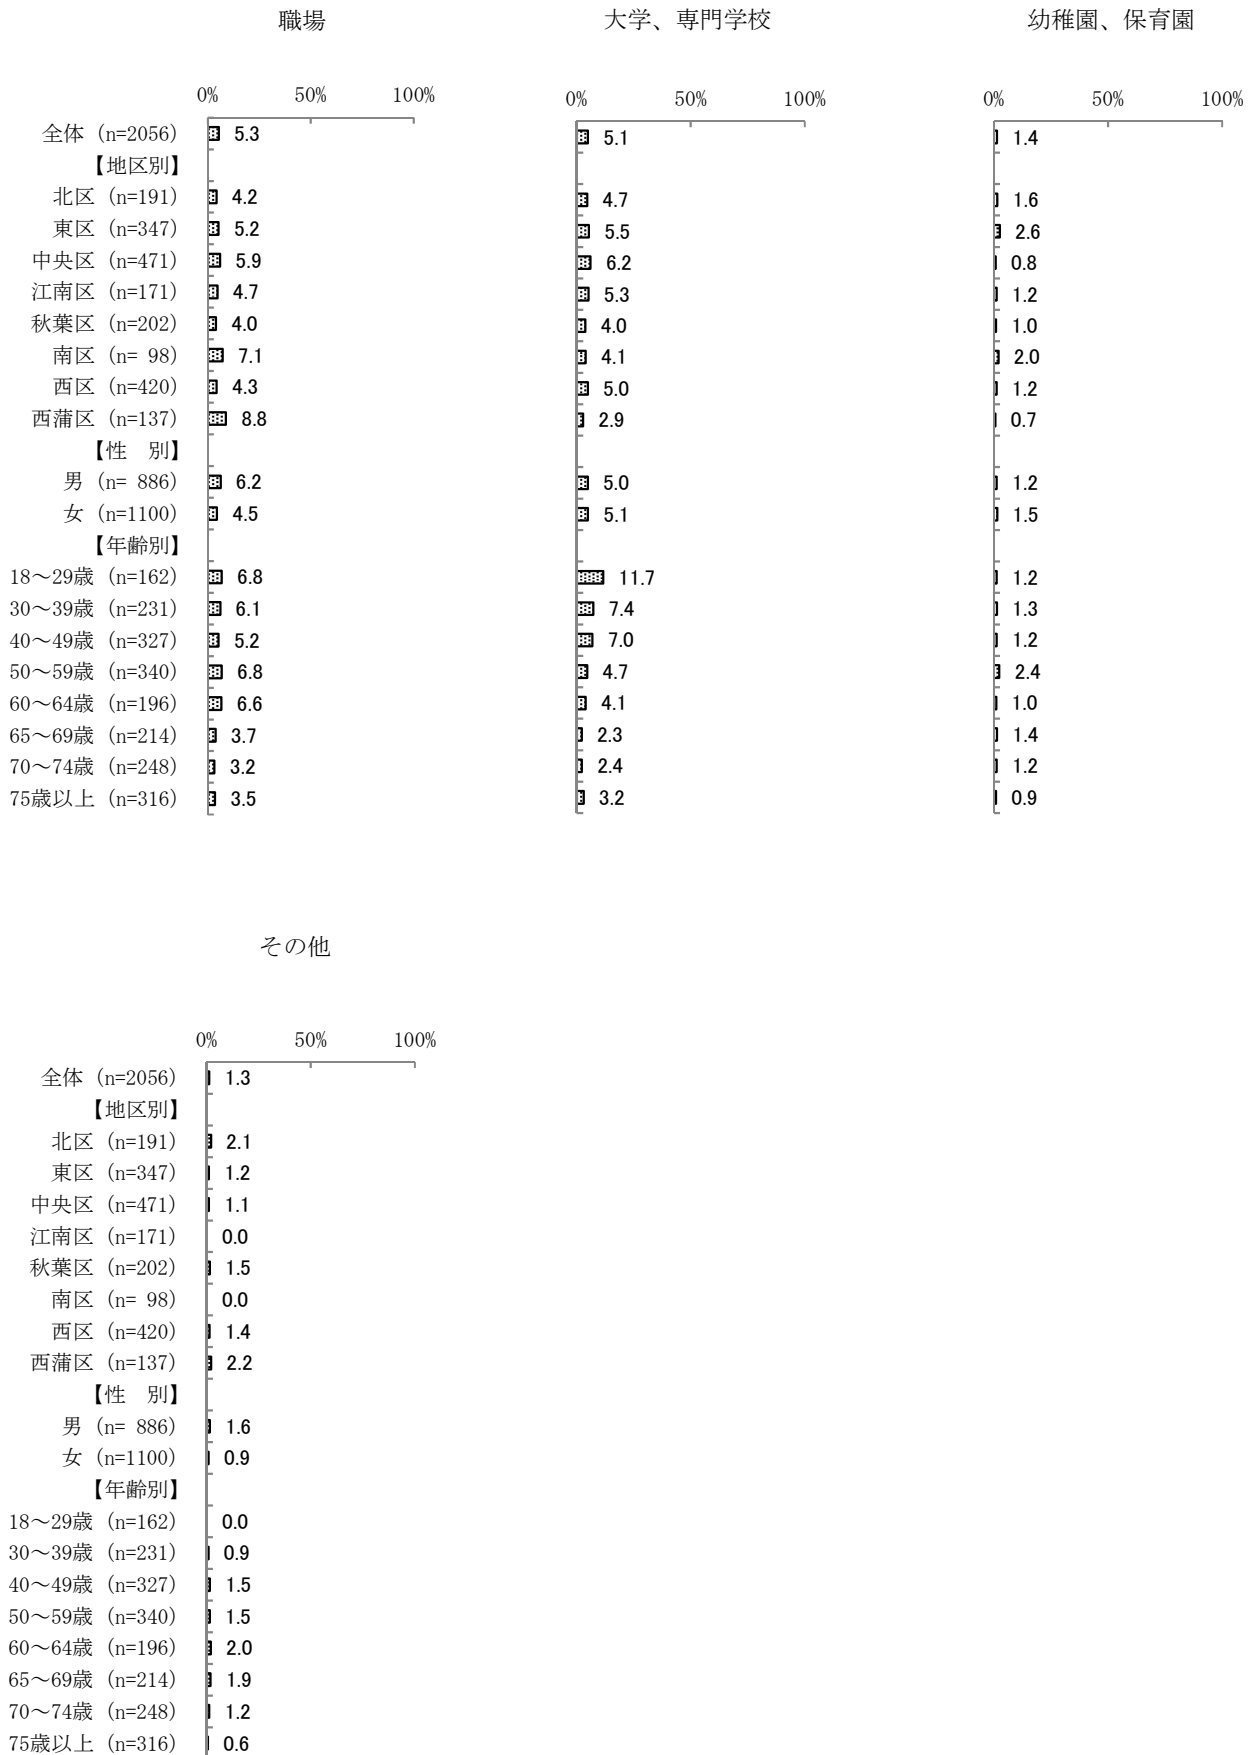 職場 大学、専門学校 幼稚園、保育園
0% 50% 100% 0% 50% 100% 0% 50% 100%
全体 (n=2056) 5.3 5.1 1.4
【地区別】
北区 (n=191) 4.2 4.7 1.6
東区 (n=347) 5.2 5.5 2.6
中央区 (n=471) 5.9 6.2 0.8
江南区 (n=171) 4.7 5.3 1.2
秋葉区 (n=202) 4.0 4.0 1.0
南区 (n= 98) 7.1 4.1 2.0
西区 (n=420) 4.3 5.0 1.2
西蒲区 (n=137) 8.8 2.9 0.7
【性　別】
男 (n= 886) 6.2 5.0 1.2
女 (n=1100) 4.5 5.1 1.5
【年齢別】
18～29歳 (n=162) 6.8 11.7 1.2
30～39歳 (n=231) 6.1 7.4 1.3
40～49歳 (n=327) 5.2 7.0 1.2
50～59歳 (n=340) 6.8 4.7 2.4
60～64歳 (n=196) 6.6 4.1 1.0
65～69歳 (n=214) 3.7 2.3 1.4
70～74歳 (n=248) 3.2 2.4 1.2
75歳以上 (n=316) 3.5 3.2 0.9
その他
0% 50% 100%
全体 (n=2056) 1.3
【地区別】
北区 (n=191) 2.1
東区 (n=347) 1.2
中央区 (n=471) 1.1
江南区 (n=171) 0.0
秋葉区 (n=202) 1.5
南区 (n= 98) 0.0
西区 (n=420) 1.4
西蒲区 (n=137) 2.2
【性　別】
男 (n= 886) 1.6
女 (n=1100) 0.9
【年齢別】
18～29歳 (n=162) 0.0
30～39歳 (n=231) 0.9
40～49歳 (n=327) 1.5
50～59歳 (n=340) 1.5
60～64歳 (n=196) 2.0
65～69歳 (n=214) 1.9
70～74歳 (n=248) 1.2
75歳以上 (n=316) 0.6